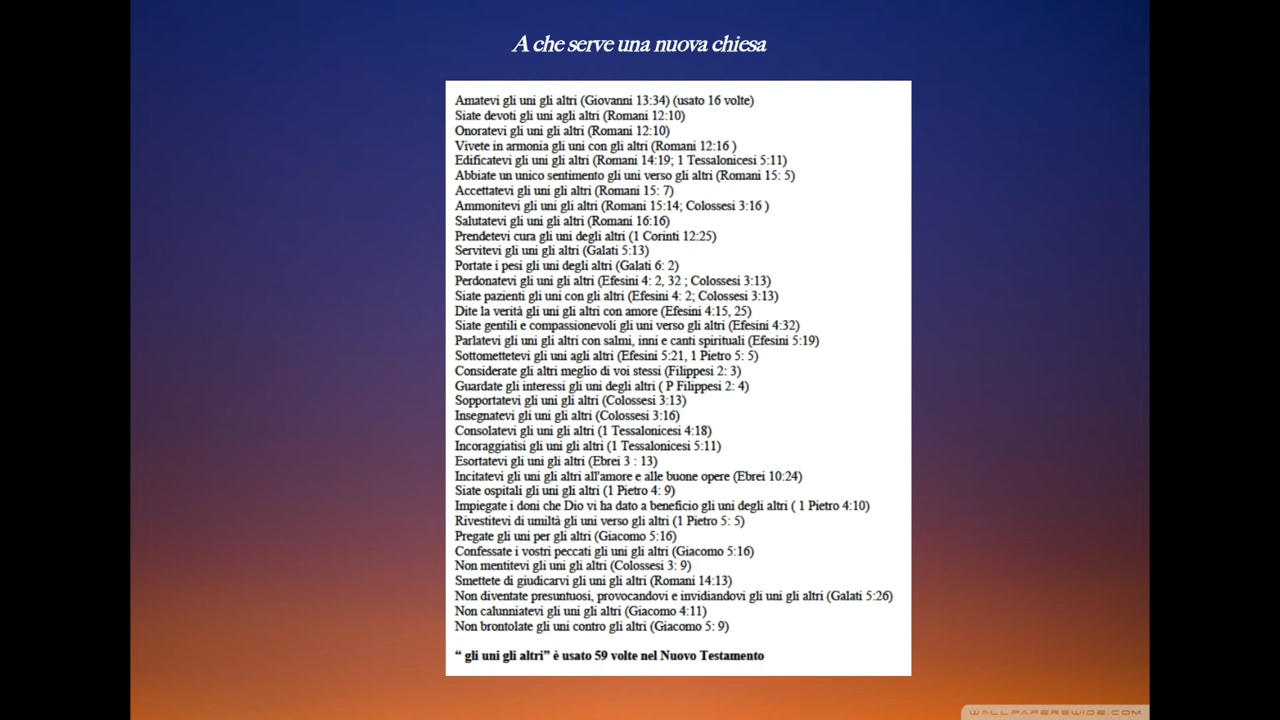 A che serve una nuova chiesa
Amatevi gli uni gli altri (Giovanni 13:34) (usato 16 volte)
Siate devoti gli uni agli altri (Romani 12:10)
Onoratevi gli uni gli altri (Romani 12:10)
Vivete in armonia gli uni con gli altri (Romani 12:16 )
Edificatevi gli uni gli altri (Romani 14:19; 1 Tessalonicesi 5:11)
Abbiate un unico sentimento gli uni verso gli altri (Romani 15: 5)
Accettatevi gli uni gli altri (Romani 15: 7)
Ammonitevi gli uni gli altri (Romani 15:14; Colossesi 3:16 )
Salutatevi gli uni gli altri (Romani 16:16)
Prendetevi cura gli uni degli altri (1 Corinti 12:25)
Servitevi gli uni gli altri (Galati 5:13)
Portate i pesi gli uni degli altri (Galati 6: 2)
Perdonatevi gli uni gli altri (Efesini 4: 2, 32 ; Colossesi 3:13)
Siate pazienti gli uni con gli altri (Efesini 4: 2; Colossesi 3:13)
Dite la verità gli uni gli altri con amore (Efesini 4:15, 25)
Siate gentili e compassionevoli gli uni verso gli altri (Efesini 4:32)
Parlatevi gli uni gli altri con salmi, inni e canti spirituali (Efesini 5:19)
Sottomettetevi gli uni agli altri (Efesini 5:21, 1 Pietro 5: 5)
Considerate gli altri meglio di voi stessi (Filippesi 2: 3)
Guardate gli interessi gli uni degli altri ( P Filippesi 2: 4)
Sopportatevi gli uni gli altri (Colossesi 3:13)
Insegnatevi gli uni gli altri (Colossesi 3:16)
Consolatevi gli uni gli altri (1 Tessalonicesi 4:18)
Incoraggiatisi gli uni gli altri (1 Tessalonicesi 5:11)
Esortatevi gli uni gli altri (Ebrei 3 : 13)
Incitatevi gli uni gli altri all'amore e alle buone opere (Ebrei 10:24)
Siate ospitali gli uni gli altri (1 Pietro 4: 9)
Impiegate i doni che Dio vi ha dato a beneficio gli uni degli altri ( 1 Pietro 4:10)
Rivestitevi di umiltà gli uni verso gli altri (1 Pietro 5: 5)
Pregate gli uni per gli altri (Giacomo 5:16)
Confessate i vostri peccati gli uni gli altri (Giacomo 5:16)
Non mentitevi gli uni gli altri (Colossesi 3: 9)
Smettete di giudicarvi gli uni gli altri (Romani 14:13)
Non diventate presuntuosi, provocandovi e invidiandovi gli uni gli altri (Galati 5:26)
Non calunniatevi gli uni gli altri (Giacomo 4:11)
Non brontolate gli uni contro gli altri (Giacomo 5: 9)
“ gli uni gli altri” è usato 59 volte nel Nuovo Testamento
WALLPAPERSWIDE.COM